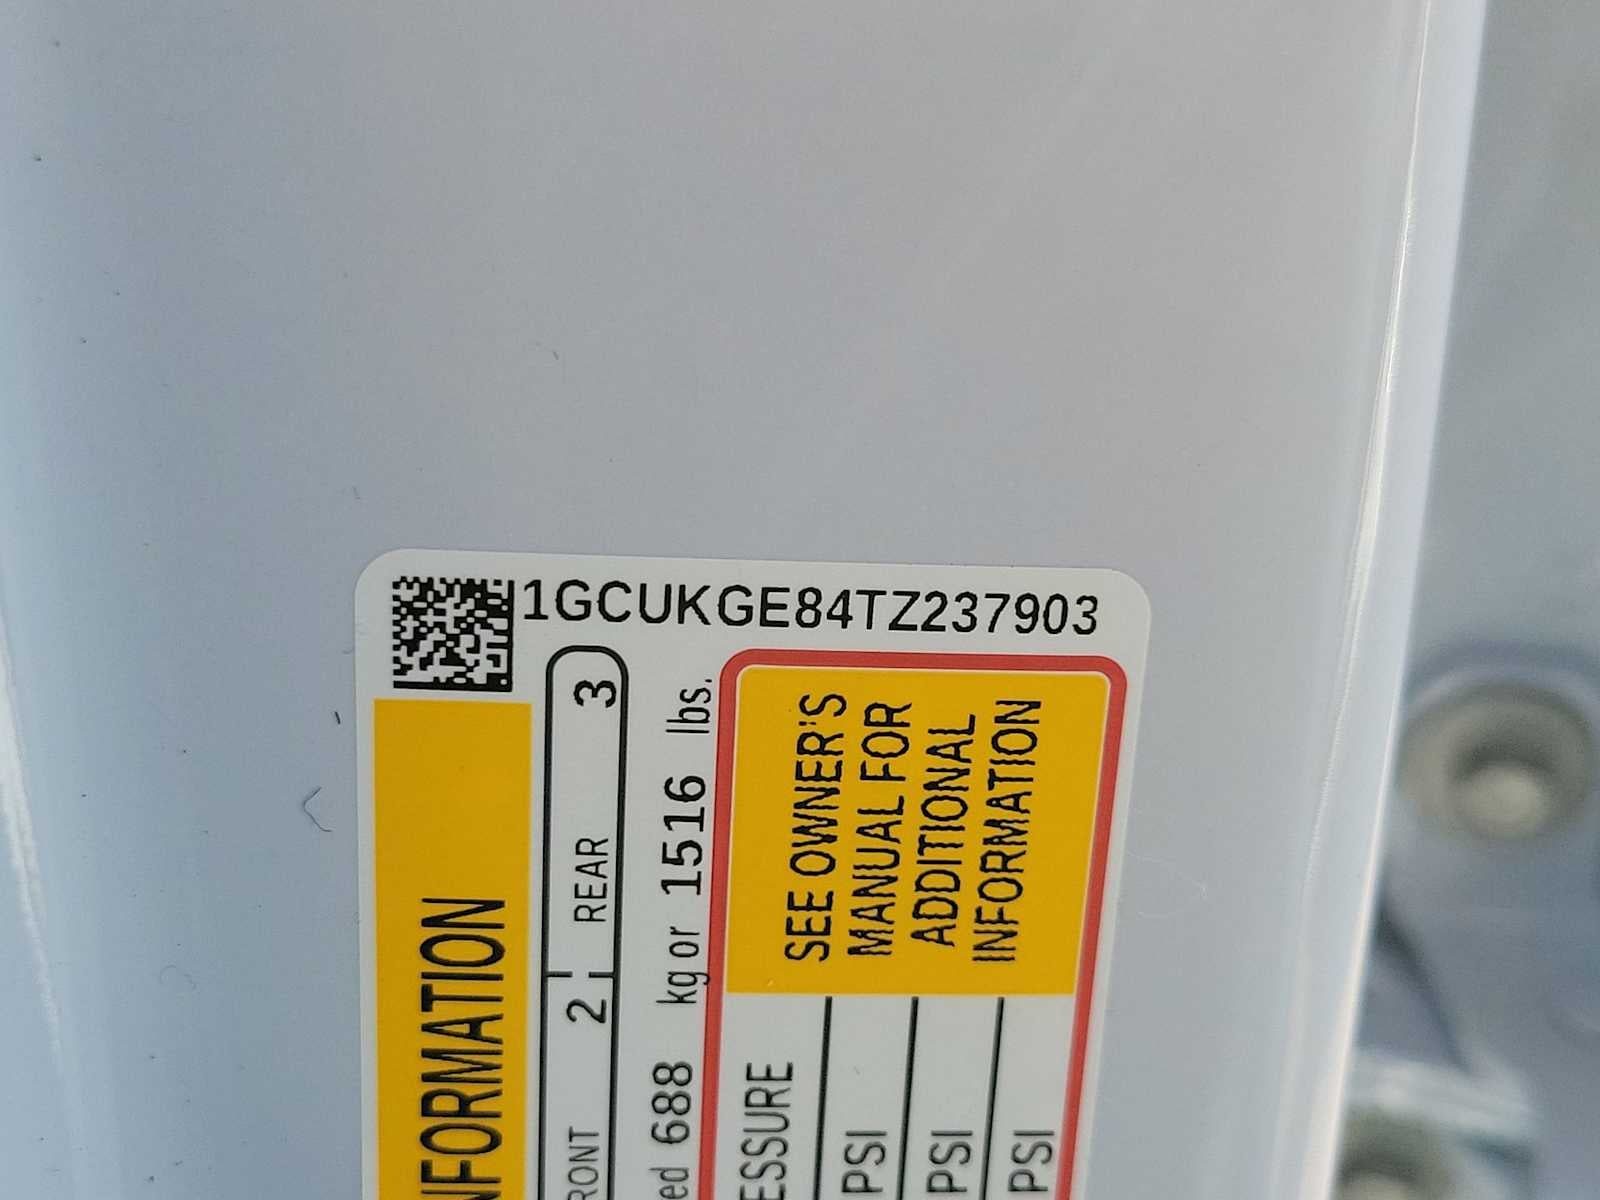 1GCUKGE84TZ237903
NFORMATION
RONT 2 REAR 3
ed 688 kg or 1516 lbs.
ESSURE
PSI
PSI
PSI
SEE OWNER'S
MANUAL FOR
ADDITIONAL
INFORMATION